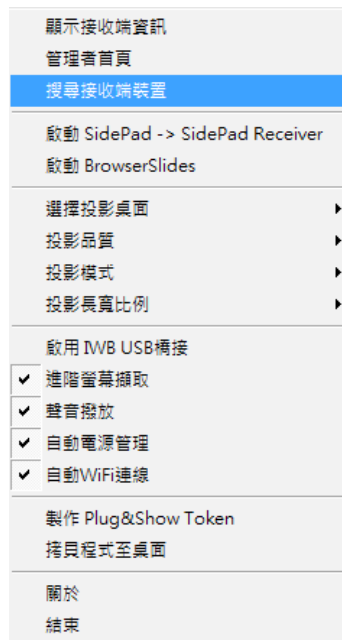 顯示接收端資訊
管理者首頁
搜尋接收端裝置
啟動 SidePad -> SidePad Receiver
啟動 BrowserSlides
選擇投影桌面
投影品質
投影模式
投影長寬比例
啟用 IWB USB橋接
進階螢幕擷取
聲音撥放
自動電源管理
自動WiFi連線
製作 Plug&Show Token
拷貝程式至桌面
關於
結束